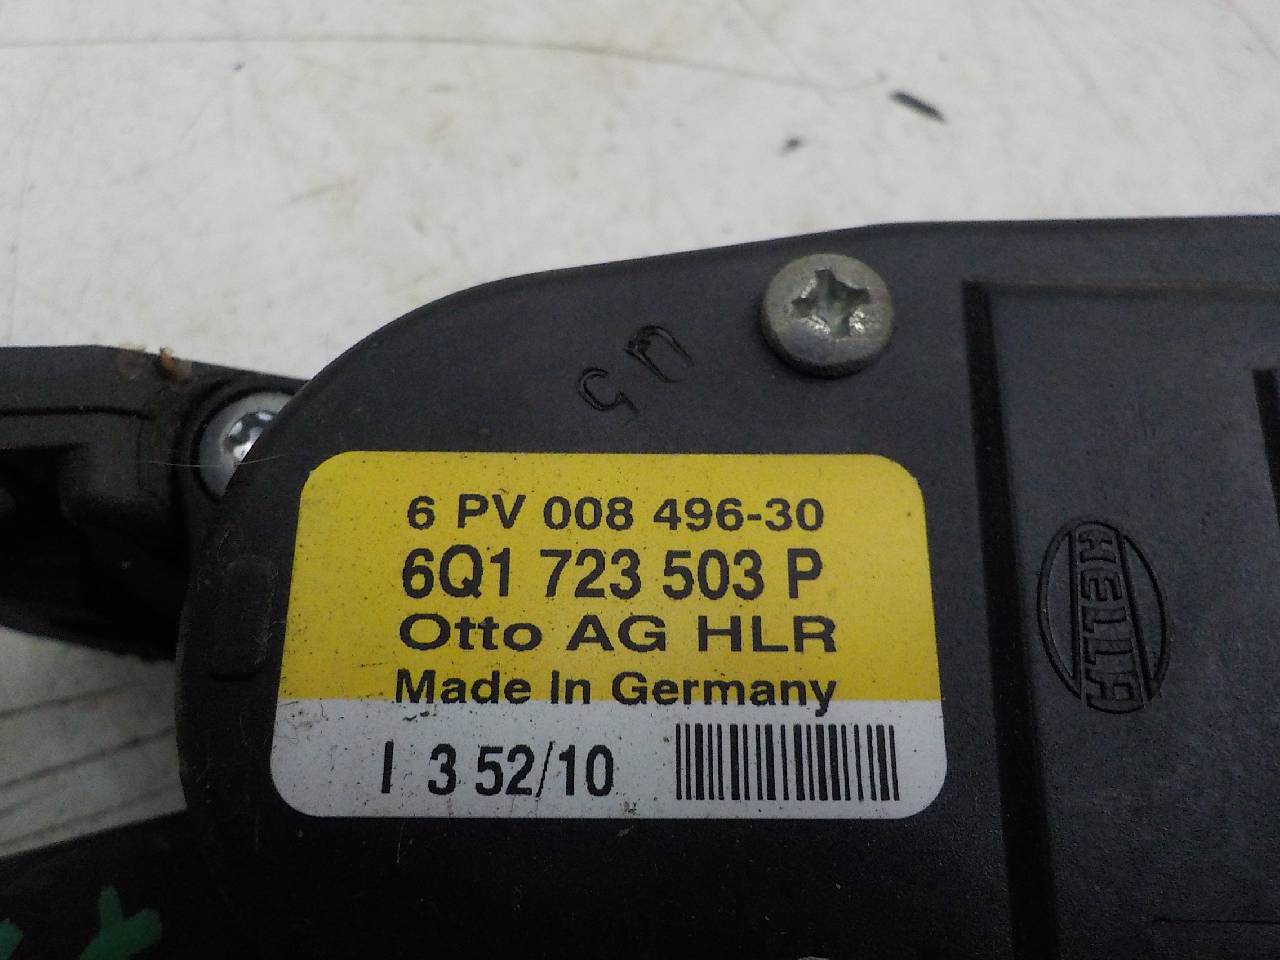 6 PV 008 496-30
6Q1 723 503 P
Otto AG HLR
Made In Germany
I 3 52/10
HELLA